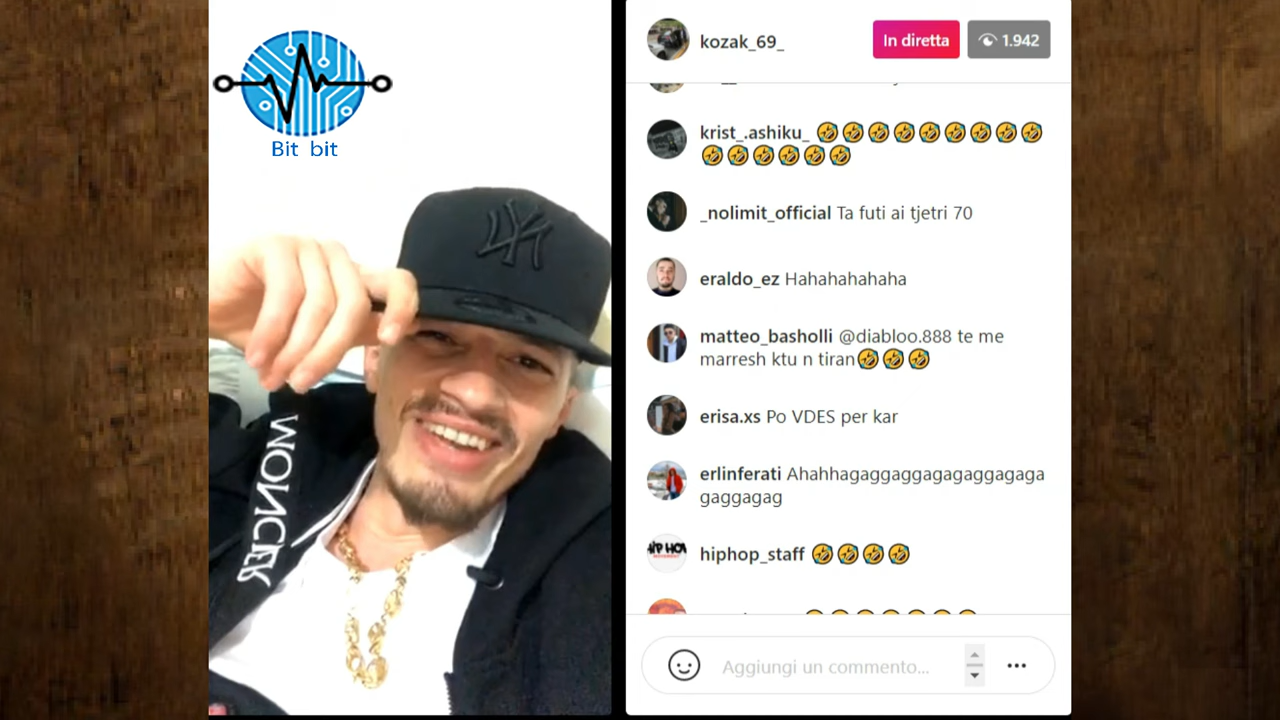 Bit bit
MONCLER
kozak_69_
In diretta
1.942
krist_.ashiku_ 🤣🤣🤣🤣🤣🤣🤣🤣🤣
🤣🤣🤣🤣🤣🤣
_nolimit_official Ta futi ai tjetri 70
eraldo_ez Hahahahahaha
matteo_basholli @diabloo.888 te me
marresh ktu n tiran🤣🤣🤣
erisa.xs Po VDES per kar
erlinferati Ahahhagaggaggagagaggagaga
gaggagag
hiphop_staff 🤣🤣🤣🤣
Aggiungi un commento...